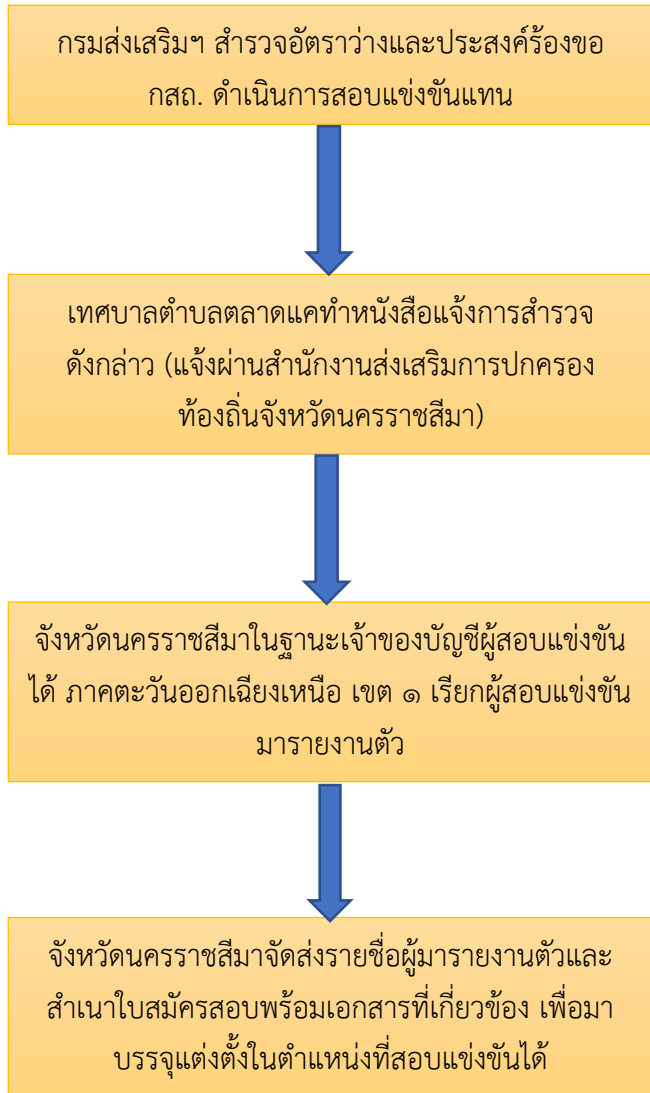 กรมส่งเสริมฯ สำรวจอัตราว่างและประสงค์ร้องขอ
กสถ. ดำเนินการสอบแข่งขันแทน
เทศบาลตำบลตลาดแคทำหนังสือแจ้งการสำรวจ
ดังกล่าว (แจ้งผ่านสำนักงานส่งเสริมการปกครอง
ท้องถิ่นจังหวัดนครราชสีมา)
จังหวัดนครราชสีมาในฐานะเจ้าของบัญชีผู้สอบแข่งขัน
ได้ ภาคตะวันออกเฉียงเหนือ เขต ๑ เรียกผู้สอบแข่งขัน
มารายงานตัว
จังหวัดนครราชสีมาจัดส่งรายชื่อผู้มารายงานตัวและ
สำเนาใบสมัครสอบพร้อมเอกสารที่เกี่ยวข้อง เพื่อมา
บรรจุแต่งตั้งในตำแหน่งที่สอบแข่งขันได้